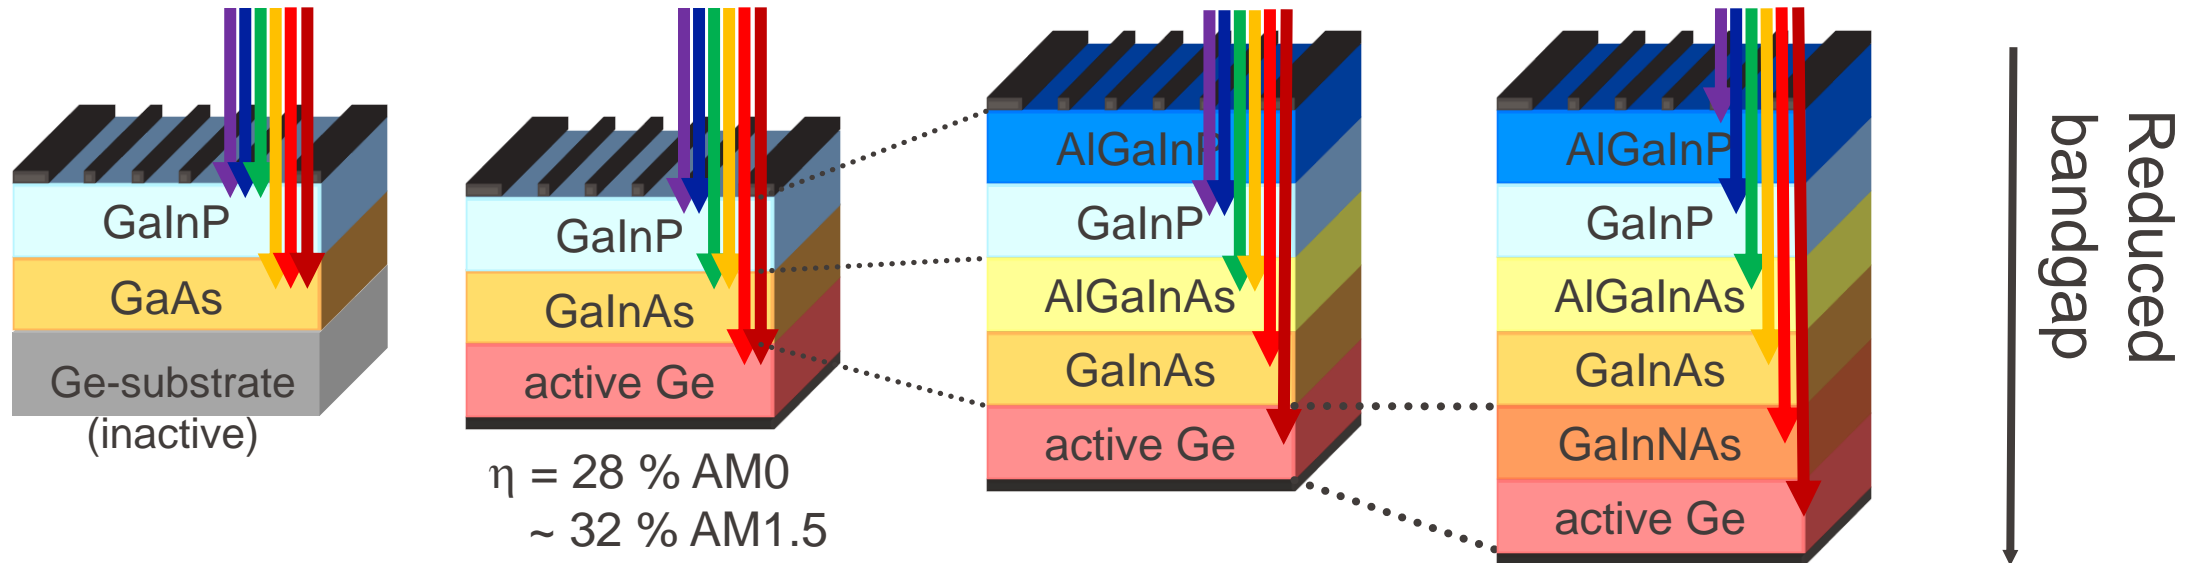 GaInP
GaAs
Ge-substrate
(inactive)
GaInP
GaInAs
active Ge
η = 28 % AM0
~ 32 % AM1.5
AlGaInP
GaInP
AlGaInAs
GaInAs
active Ge
AlGaInP
GaInP
AlGaInAs
GaInAs
GaInNAs
active Ge
Reduced
bandgap